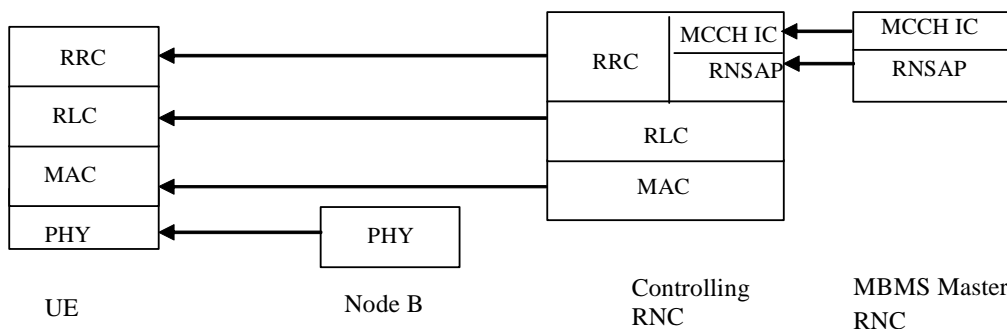 RRC
RLC
MAC
PHY
UE
PHY
Node B
RRC
MCCH IC
RNSAP
RLC
MAC
Controlling
RNC
MCCH IC
RNSAP
MBMS Master
RNC